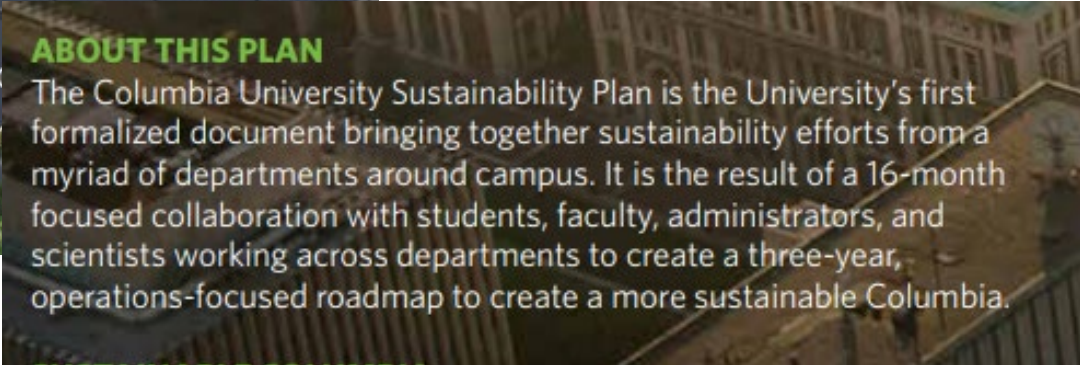 ABOUT THIS PLAN
The Columbia University Sustainability Plan is the University’s first
formalized document bringing together sustainability efforts from a
myriad of departments around campus. It is the result of a 16-month
focused collaboration with students, faculty, administrators, and
scientists working across departments to create a three-year,
operations-focused roadmap to create a more sustainable Columbia.